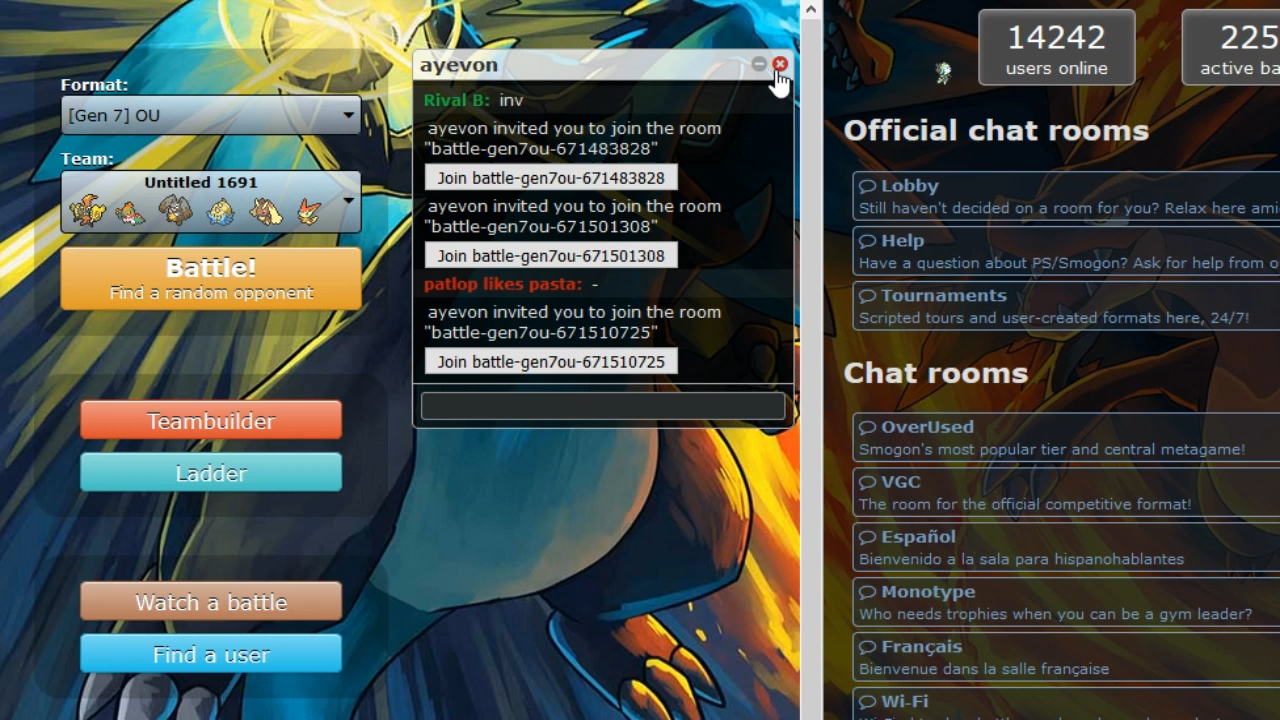 Format:
[Gen 7] OU
Team:
Untitled 1691
Battle!
Find a random opponent
Teambuilder
Ladder
Watch a battle
Find a user
ayevon
Rival B: inv
ayevon invited you to join the room
"battle-gen7ou-671483828"
Join battle-gen7ou-671483828
ayevon invited you to join the room
"battle-gen7ou-671501308"
Join battle-gen7ou-671501308
patlop likes pasta: -
ayevon invited you to join the room
"battle-gen7ou-671510725"
Join battle-gen7ou-671510725
14242
users online
225
active ba
Official chat rooms
Lobby
Still haven't decided on a room for you? Relax here ami
Help
Have a question about PS/Smogon? Ask for help from o
Tournaments
Scripted tours and user-created formats here, 24/7!
Chat rooms
OverUsed
Smogon's most popular tier and central metagame!
VGC
The room for the official competitive format!
Español
Bienvenido a la sala para hispanohablantes
Monotype
Who needs trophies when you can be a gym leader?
Français
Bienvenue dans la salle française
Wi-Fi